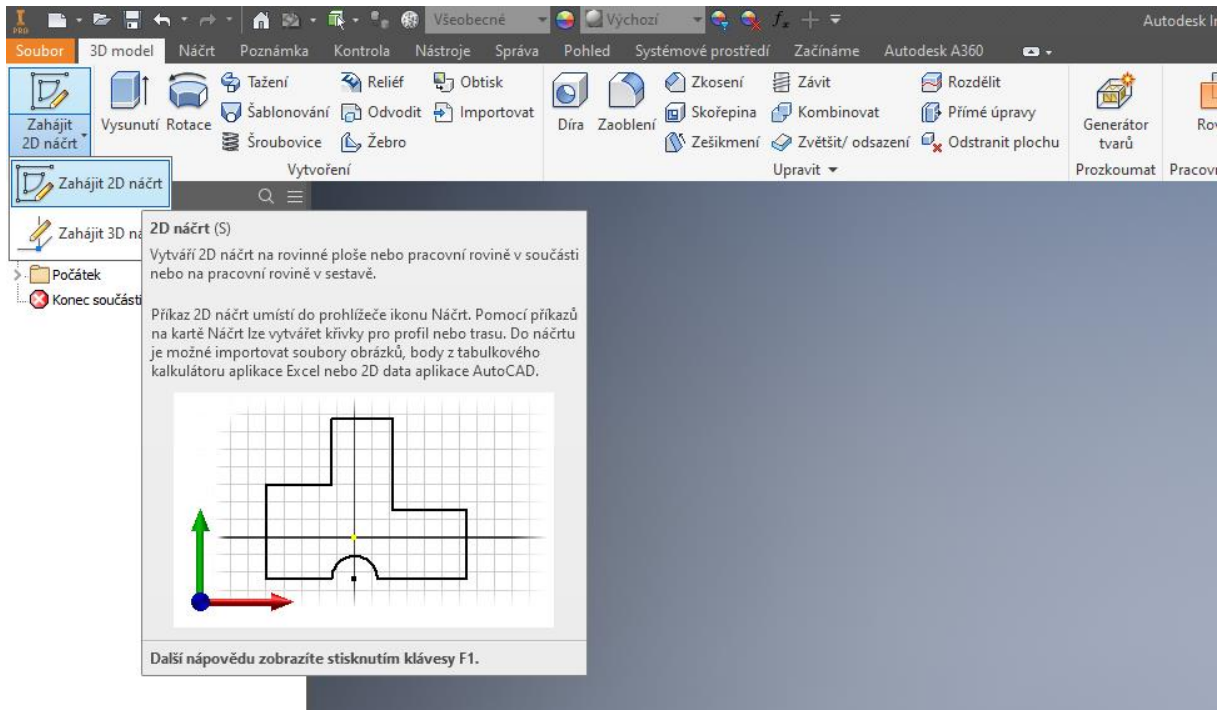 PRO
Všeobecné
Výchozí
Autodesk In
Soubor 3D model Náčrt Poznámka Kontrola Nástroje Správa Pohled Systémové prostředí Začínáme Autodesk A360
Zahájit
2D náčrt
Vysunutí
Rotace
Tažení
Reliéf
Obtisk
Šablonování
Odvodit
Importovat
Šroubovice
Žebro
Vytvoření
Díra
Zaoblení
Zkosení
Závit
Rozdělit
Skořepina
Kombinovat
Přímé úpravy
Zešikmení
Zvětšit/ odsazení
Odstranit plochu
Upravit
Generátor
tvarů
Prozkoumat
Ro
Pracovn
Zahájit 2D náčrt
Zahájit 3D ná
Počátek
Konec součásti
2D náčrt (S)
Vytváří 2D náčrt na rovinné ploše nebo pracovní rovině v součásti
nebo na pracovní rovině v sestavě.
Příkaz 2D náčrt umístí do prohlížeče ikonu Náčrt. Pomocí příkazů
na kartě Náčrt lze vytvářet křivky pro profil nebo trasu. Do náčrtu
je možné importovat soubory obrázků, body z tabulkového
kalkulátoru aplikace Excel nebo 2D data aplikace AutoCAD.
Další nápovědu zobrazíte stisknutím klávesy F1.